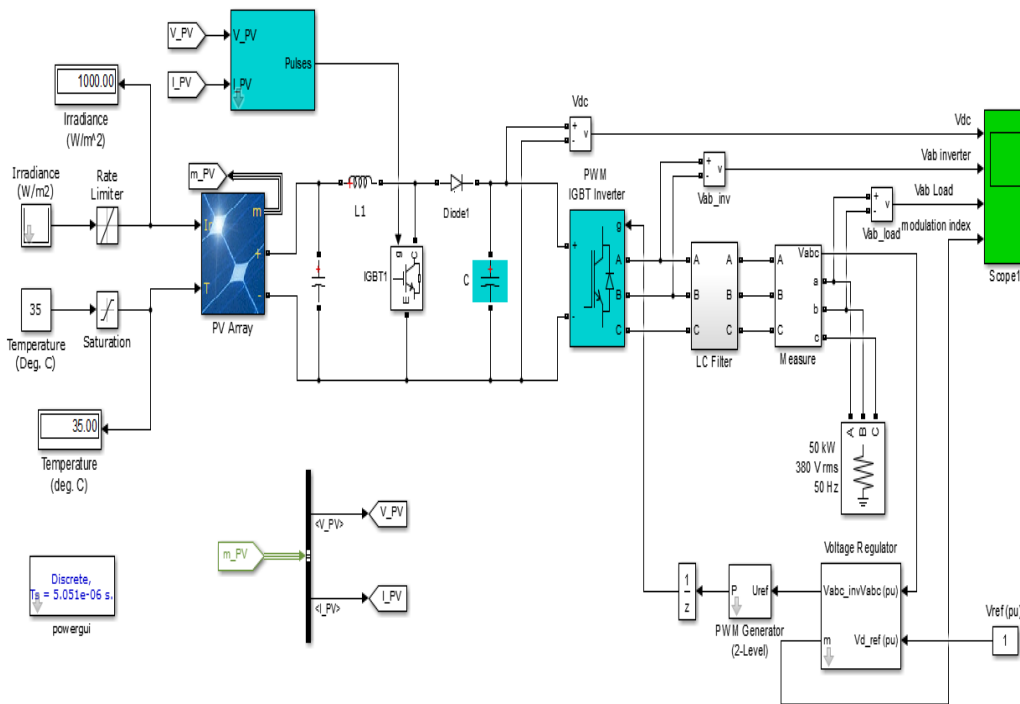 V_PV
I_PV
V_PV
I_PV
Pulses
1000.00
Irradiance
(W/m^2)
Irradiance
(W/m2)
Rate
Limiter
m_PV
Ir
T
m
+
-
PV Array
35
Temperature
(Deg. C)
Saturation
35.00
Temperature
(deg. C)
+
L1
Diode1
+
g
C
E
IGBT1
C
+
Vdc
+
-
v
PWM
IGBT Inverter
g
+
-
A
B
C
+
-
v
Vab_inv
A
B
C
A
B
C
LC Filter
A
B
C
Vabc
a
b
c
Measure
+
-
v
Vab_load
Vdc
Vab inverter
Vab Load
modulation index
Scope1
A B C
50 kW
380 V rms
50 Hz
m_PV
<V_PV>
V_PV
<I_PV>
I_PV
Discrete,
Ts = 5.051e-06 s.
powergui
1
z
P
Uref
PWM Generator
(2-Level)
Voltage Regulator
Vabc_inv
Vabc (pu)
m
Vd_ref (pu)
Vref (pu)
1